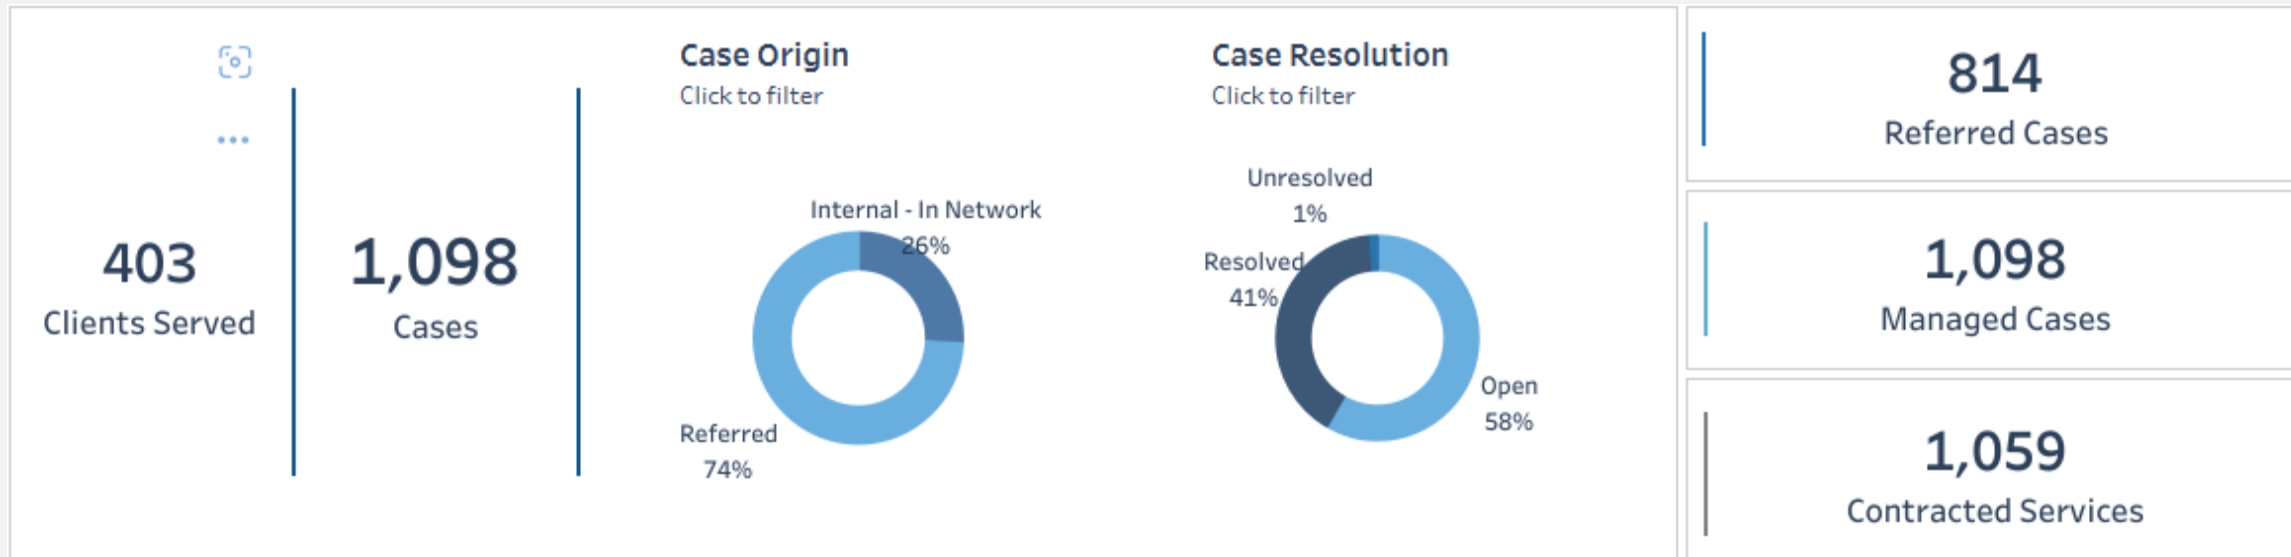 403
Clients Served
1,098
Cases
Case Origin
Click to filter
Internal - In Network
26%
Referred
74%
Case Resolution
Click to filter
Unresolved
1%
Resolved
41%
Open
58%
814
Referred Cases
1,098
Managed Cases
1,059
Contracted Services